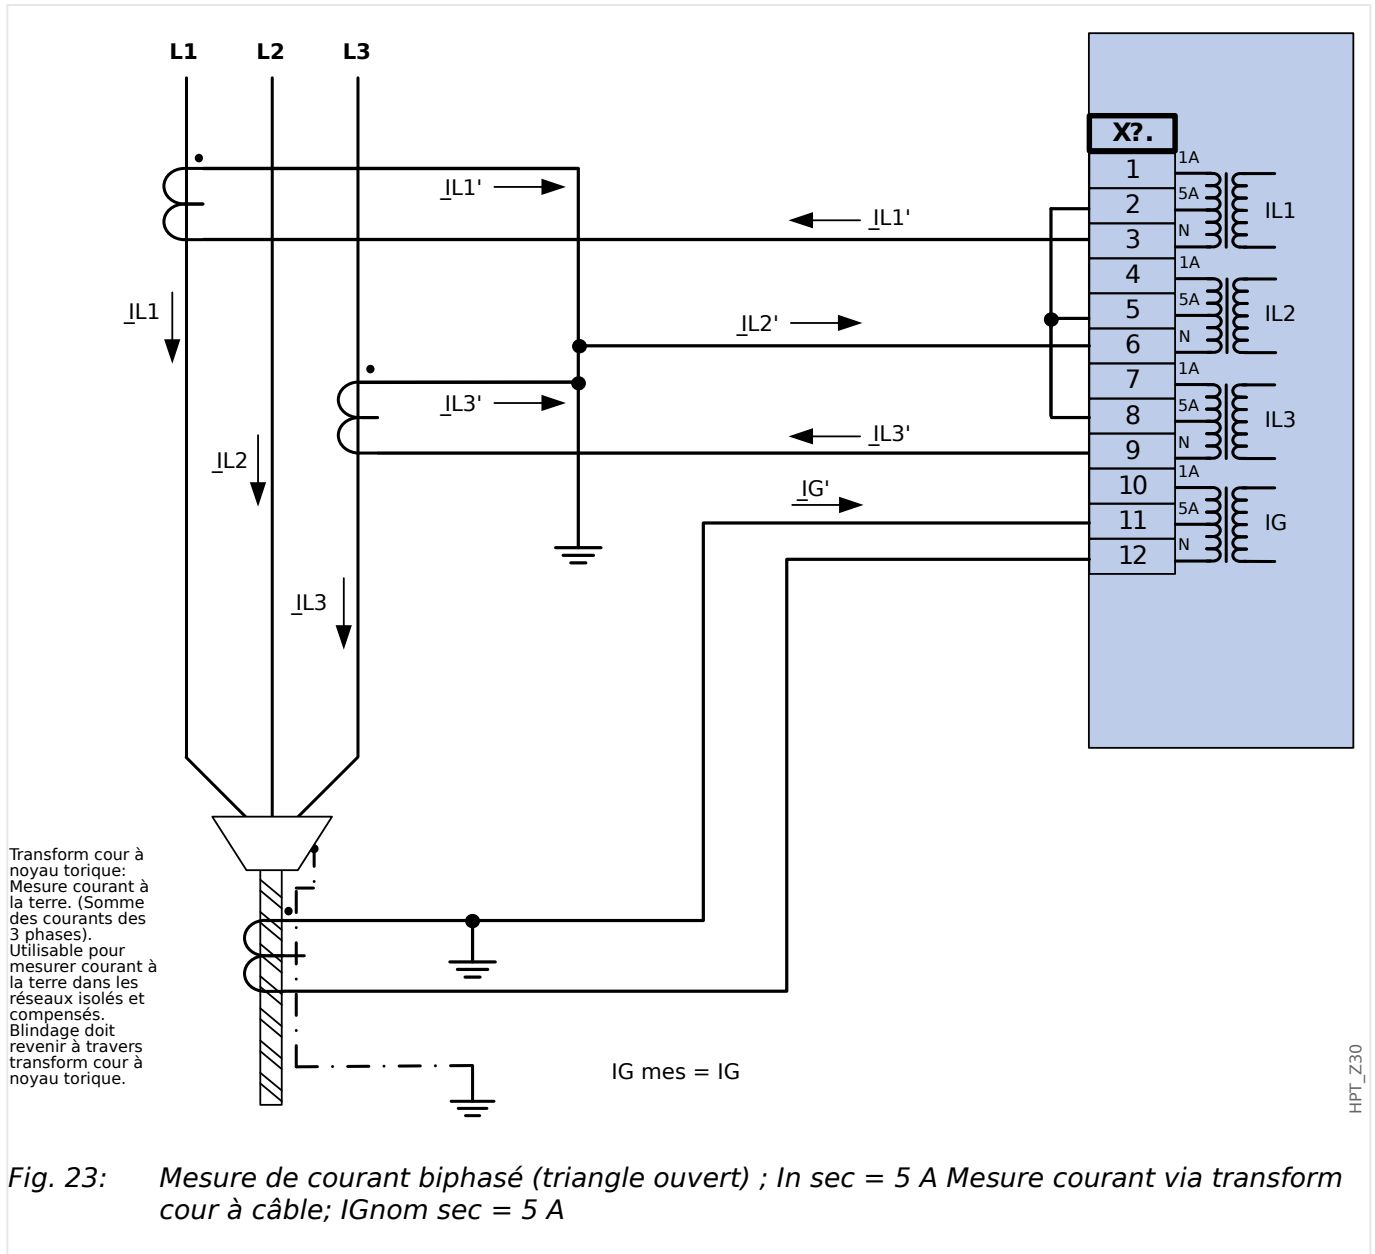 L1 L2 L3
X?.
1 1A
2 5A IL1
3 N
4 1A
5 5A IL2
6 N
7 1A
8 5A IL3
9 N
10 1A
11 5A IG
12 N
IL1'
IL1'
IL1
IL2'
IL3'
IL3'
IL2
IG'
IL3
Transform cour à
noyau torique:
Mesure courant à
la terre. (Somme
des courants des
3 phases).
Utilisable pour
mesurer courant à
la terre dans les
réseaux isolés et
compensés.
Blindage doit
revenir à travers
transform cour à
noyau torique.
IG mes = IG
HPT_Z30
Fig. 23: Mesure de courant biphasé (triangle ouvert) ; In sec = 5 A Mesure courant via transform
cour à câble; IGnom sec = 5 A